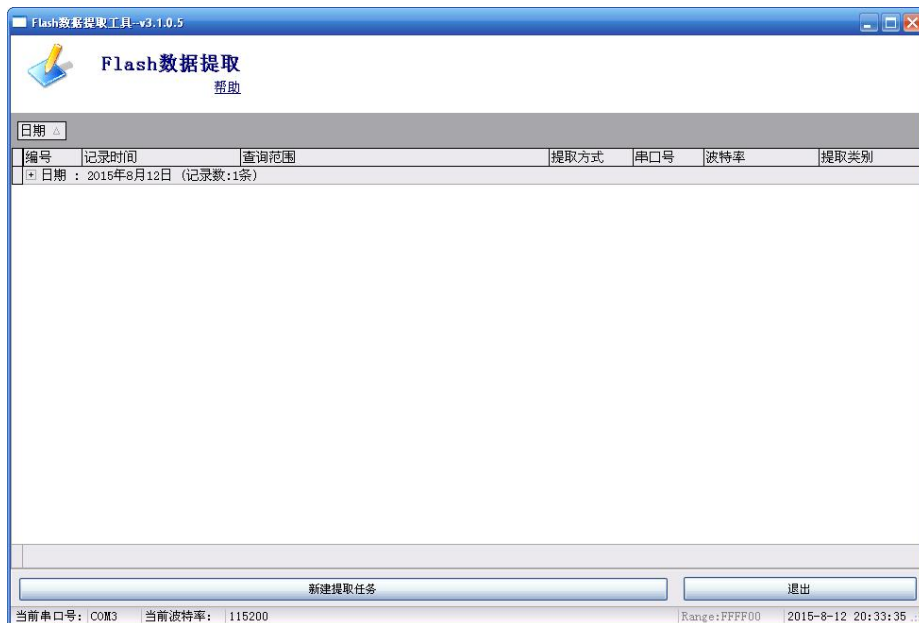 Flash数据提取工具--v3.1.0.5
Flash数据提取
帮助
日期
编号 记录时间 查询范围 提取方式 串口号 波特率 提取类别
日期 : 2015年8月12日 (记录数:1条)
新建提取任务 退出
当前串口号: COM3 当前波特率: 115200 Range:FFFF00 2015-8-12 20:33:35